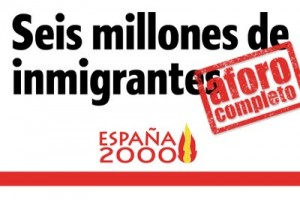 Seis millones de
inmigrantes
aforo
completo
ESPAÑA
2000